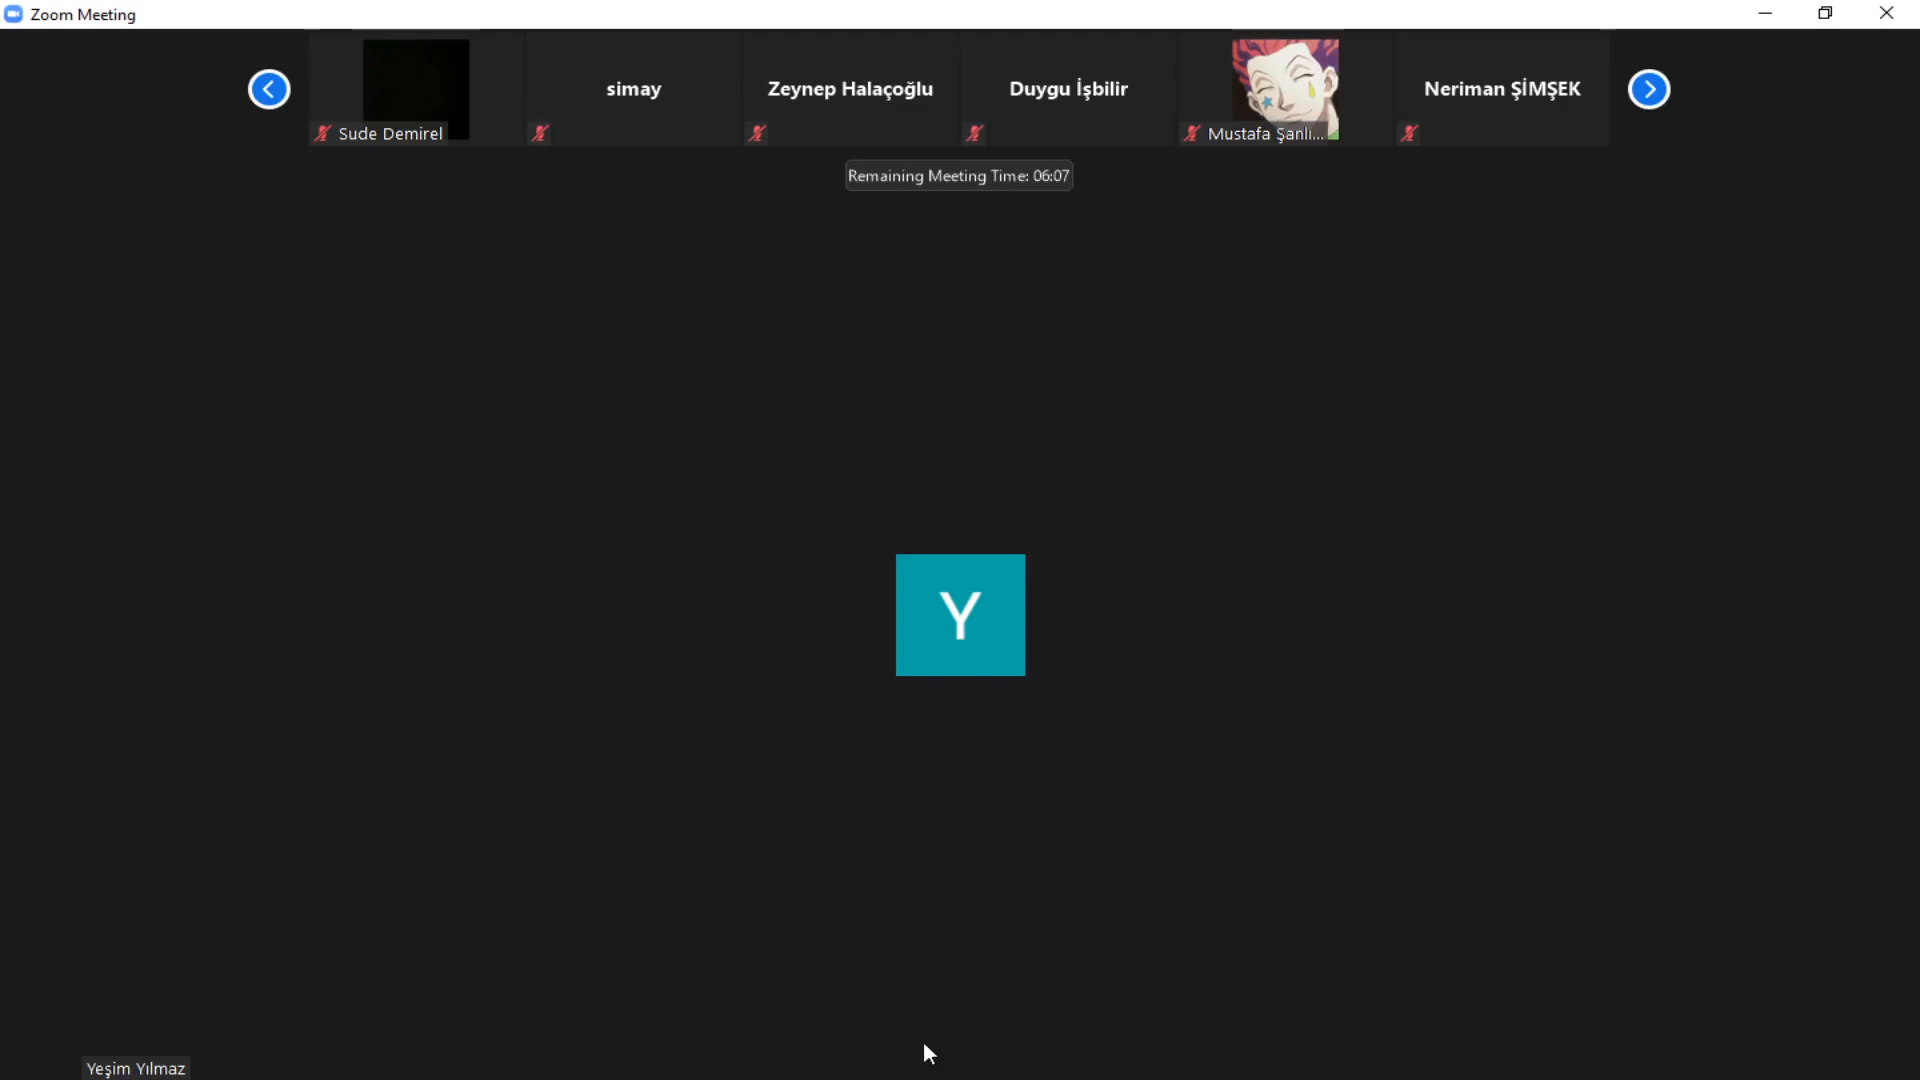 Zoom Meeting
simay
Zeynep Halaçoğlu
Duygu İşbilir
Neriman ŞİMŞEK
Sude Demirel
Mustafa Şanlı...
Remaining Meeting Time: 06:07
Y
Yeşim Yılmaz